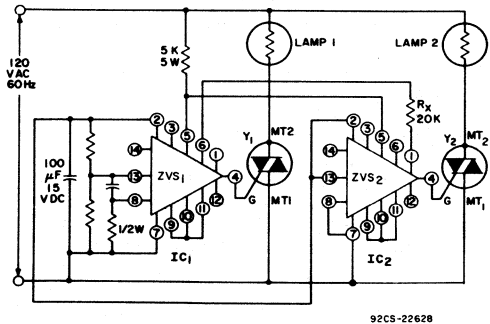 LAMP 1
LAMP 2
5 K
5 W
120
VAC
60Hz
RX
20K
Y1
MT2
Y2
MT2
2
3
5
6
1
2
3
5
6
1
14
13
8
ZVS1
4
12
14
13
8
ZVS2
4
12
100
μF
15
VDC
G
MT1
G
MT1
1/2W
7
9
10
11
7
9
10
11
IC1
IC2
92CS-22628